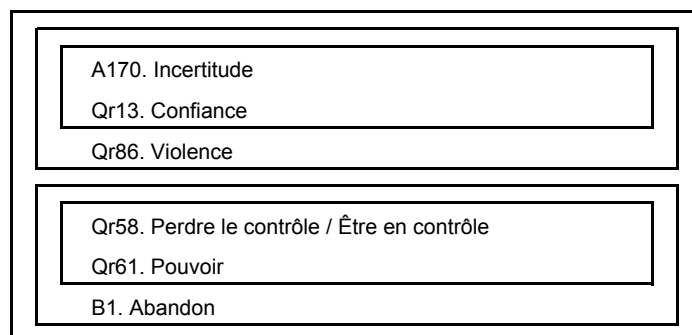 A170. Incertitude
Qr13. Confiance
Qr86. Violence
Qr58. Perdre le contrôle / Être en contrôle
Qr61. Pouvoir
B1. Abandon